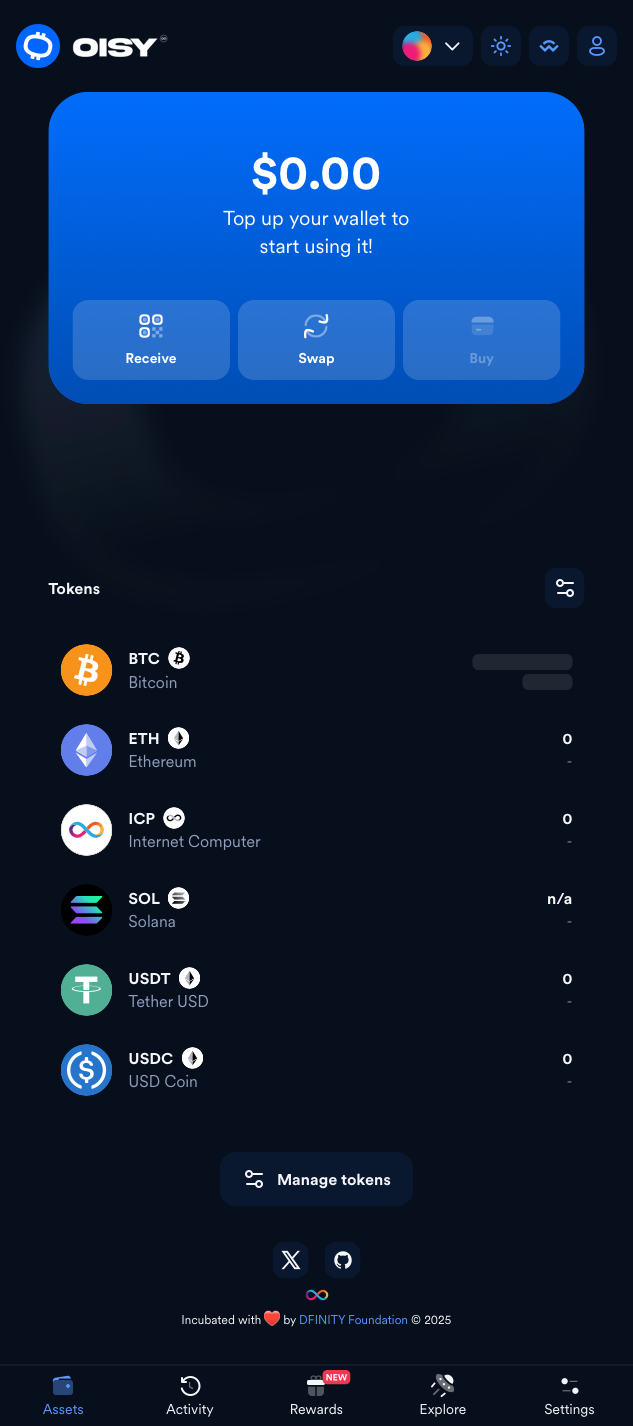 OISY
$0.00
Top up your wallet to
start using it!
Receive
Swap
Buy
Tokens
BTC
Bitcoin
ETH
0
Ethereum
-
ICP
0
Internet Computer
-
SOL
n/a
Solana
-
USDT
0
Tether USD
-
USDC
0
USD Coin
-
Manage tokens
Incubated with ❤️ by DFINITY Foundation © 2025
NEW
Assets
Activity
Rewards
Explore
Settings